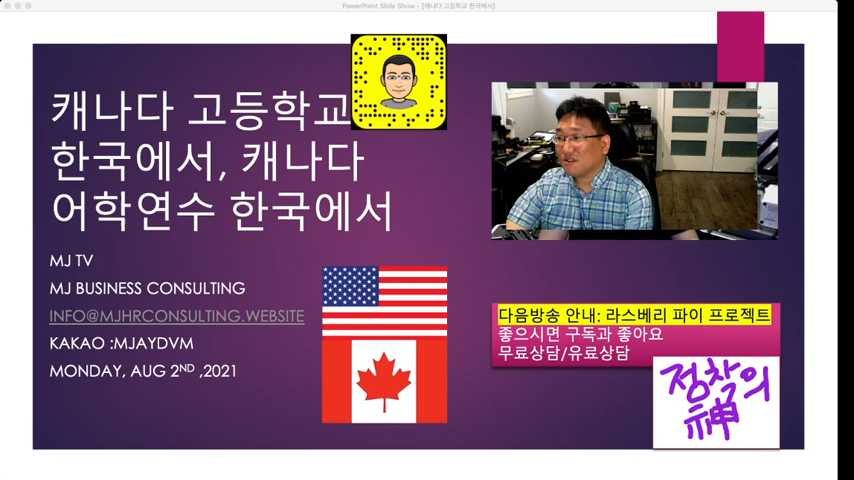 PowerPoint Slide Show - [캐나다 고등학교 한국에서]
캐나다 고등학교
한국에서, 캐나다
어학연수 한국에서
MJ TV
MJ BUSINESS CONSULTING
INFO@MJHRCONSULTING.WEBSITE
KAKAO :MJAYDVM
MONDAY, AUG 2ND ,2021
다음방송 안내: 라스베리 파이 프로젝트
좋으시면 구독과 좋아요
무료상담/유료상담
정착의
神